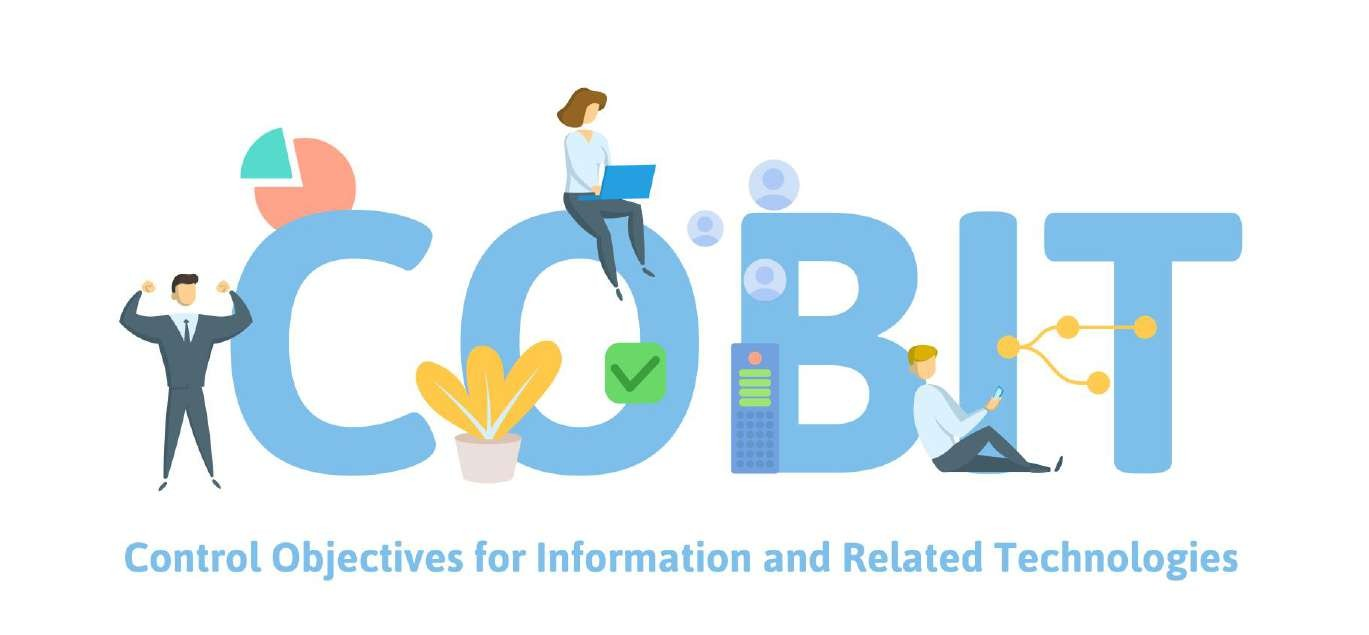 COBIT
Control Objectives for Information and Related Technologies